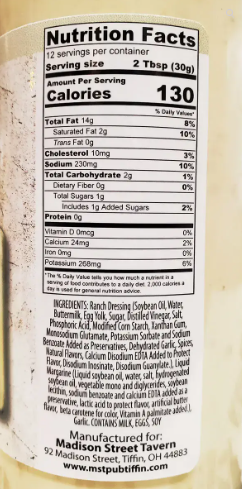 Nutrition Facts
12 servings per container
Serving size 2 Tbsp (30g)
Amount Per Serving
Calories 130
% Daily Values*
Total Fat 14g 8%
Saturated Fat 2g 10%
Trans Fat 0g
Cholesterol 10mg 3%
Sodium 230mg 10%
Total Carbohydrate 2g 1%
Dietary Fiber 0g 0%
Total Sugars 1g
Includes 1g Added Sugars 2%
Protein 0g
Vitamin D 0mcg 0%
Calcium 24mg 2%
Iron 0mg 0%
Potassium 268mg 6%
*The % Daily Value tells you how much a nutrient in a
serving of food contributes to a daily diet. 2,000 calories a
day is used for general nutrition advice.
INGREDIENTS: Ranch Dressing (Soybean Oil, Water,
Buttermilk, Egg Yolk, Sugar, Distilled Vinegar, Salt,
Phosphoric Acid, Modified Corn Starch, Xanthan Gum,
Monosodium Glutamate, Potassium Sorbate and Sodium
Benzoate Added as Preservatives, Dehydrated Garlic, Spices,
Natural Flavors, Calcium Disodium EDTA Added to Protect
Flavor, Disodium Inosinate, Disodium Guanylate.), Liquid
Margarine (Liquid soybean oil, water, salt, hydrogenated
soybean oil, vegetable mono and diglycerides, soybean
lecithin, sodium benzoate and calcium EDTA added as a
preservative, lactic acid to protect flavor, artificial butter
flavor, beta carotene for color, Vitamin A palmitate added.),
Garlic. CONTAINS MILK, EGGS, SOY
Manufactured for:
Madison Street Tavern
92 Madison Street, Tiffin, OH 44883
www.mstpubtiffin.com